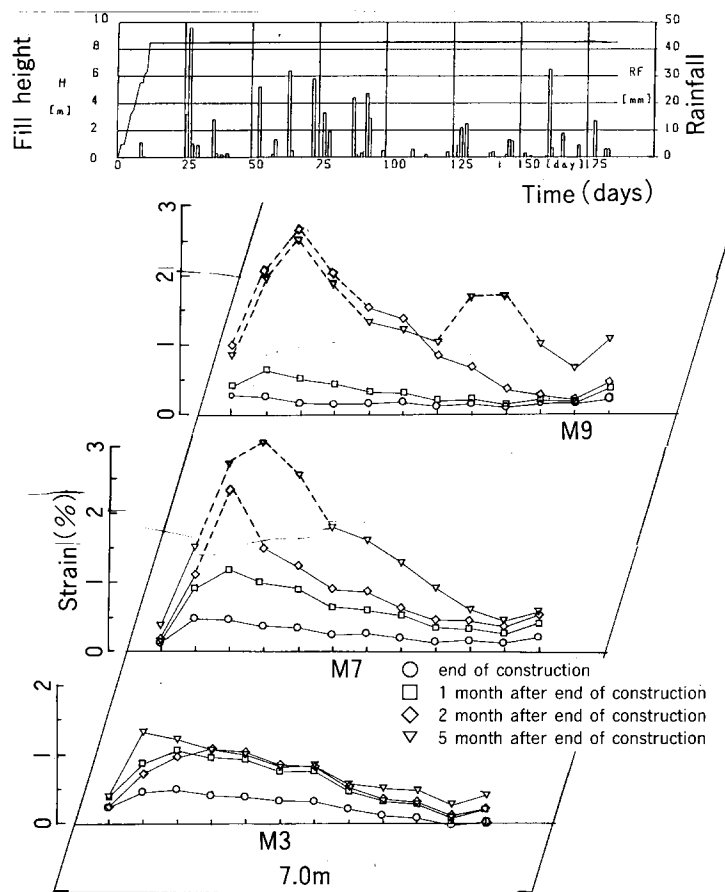 10 50
Fill height H 8 40 RF Rainfall
[m] 6 30 [mm]
4 20
2 10
0 0
0 25 50 75 100 125 150 [day] 175
Time (days)
3
2
1
0
M9
3
2
1
0
Strain (%)
M7
○ end of construction
□ 1 month after end of construction
◇ 2 month after end of construction
▽ 5 month after end of construction
2
1
0
M3
7.0m